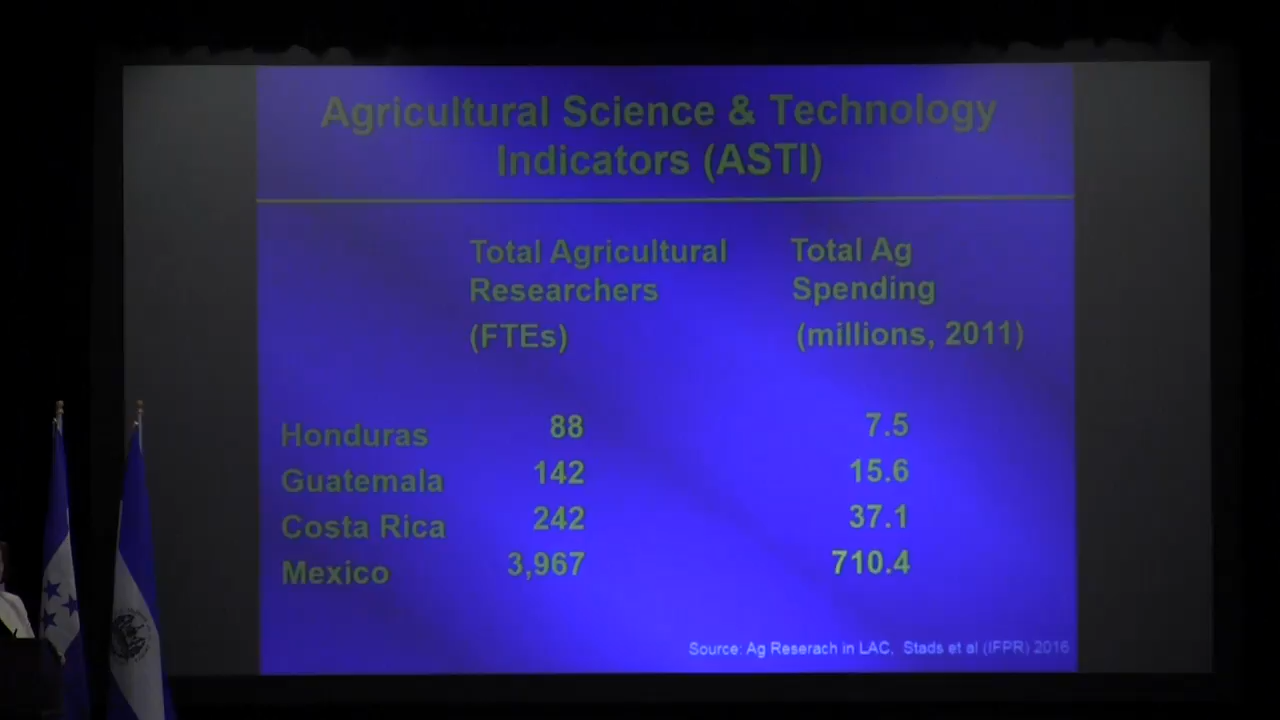 Agricultural Science & Technology
Indicators (ASTI)
Total Agricultural
Researchers
(FTEs)
Total Ag
Spending
(millions, 2011)
Honduras 88 7.5
Guatemala 142 15.6
Costa Rica 242 37.1
Mexico 3,967 710.4
Source: Ag Reserach in LAC, Stads et al (IFPR) 2016